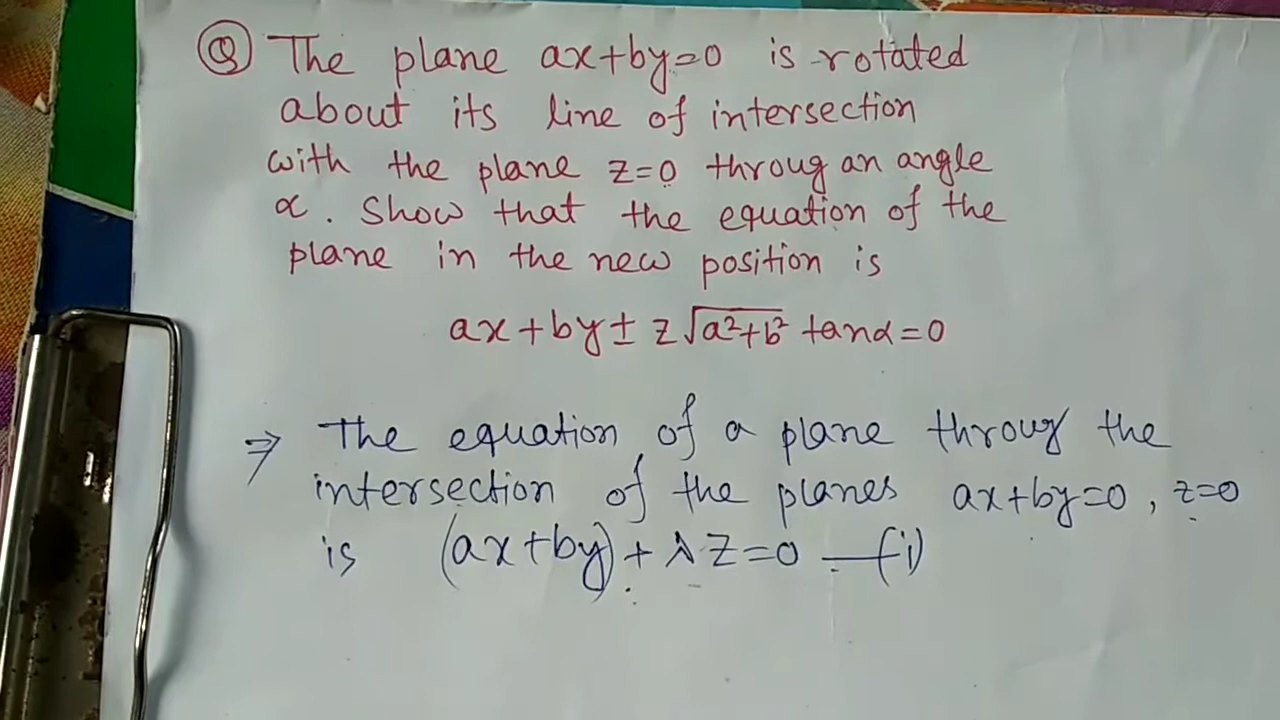 Q The plane ax+by=0 is rotated
about its line of intersection
with the plane z=0 throug an angle
α. Show that the equation of the
plane in the new position is
ax+by± z√a²+b² tanα=0
⇒ The equation of a plane throug the
intersection of the planes ax+by=0, z=0
is (ax+by)+λz=0 —(i)